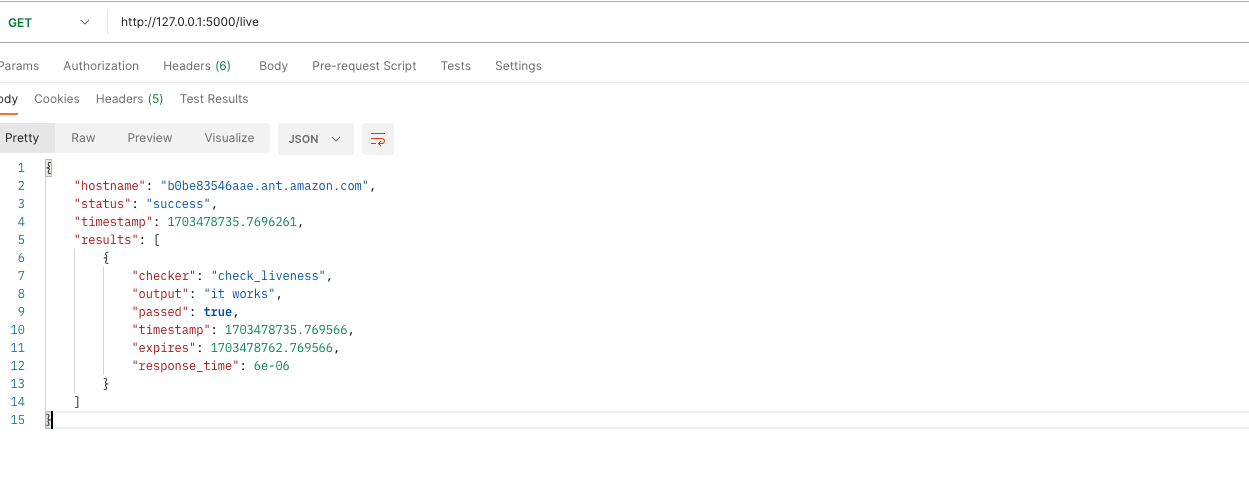 GET http://127.0.0.1:5000/live
Params Authorization Headers (6) Body Pre-request Script Tests Settings
ody Cookies Headers (5) Test Results
Pretty Raw Preview Visualize JSON
1 {
2 "hostname": "b0be83546aae.ant.amazon.com",
3 "status": "success",
4 "timestamp": 1703478735.7696261,
5 "results": [
6 {
7 "checker": "check_liveness",
8 "output": "it works",
9 "passed": true,
10 "timestamp": 1703478735.769566,
11 "expires": 1703478762.769566,
12 "response_time": 6e-06
13 }
14 ]
15 }